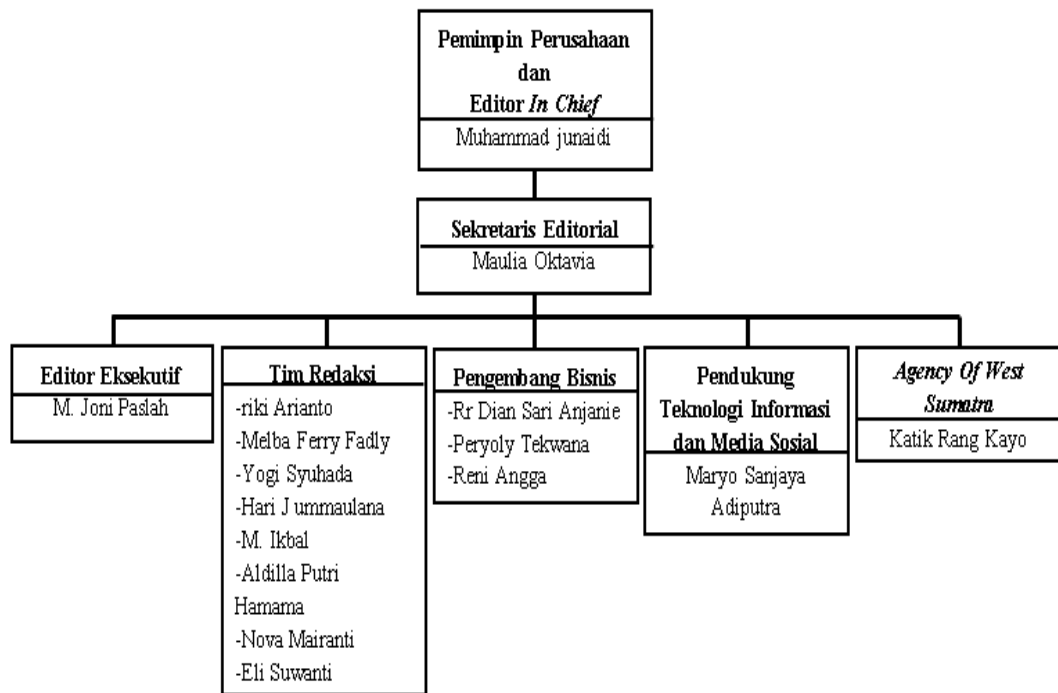 Pemimpin Perusahaan
dan
Editor In Chief
Muhammad junaidi
Sekretaris Editorial
Maulia Oktavia
Editor Eksekutif
M. Joni Paslah
Tim Redaksi
-riki Arianto
-Melba Ferry Fadly
-Yogi Syuhada
-Hari Jummaulana
-M. Ikbal
-Aldilla Putri
Hamama
-Nova Mairanti
-Eli Suwanti
Pengembang Bisnis
-Rr Dian Sari Anjanie
-Peryoly Tekwana
-Reni Angga
Pendukung
Teknologi Informasi
dan Media Sosial
Maryo Sanjaya
Adiputra
Agency Of West
Sumatra
Katik Rang Kayo